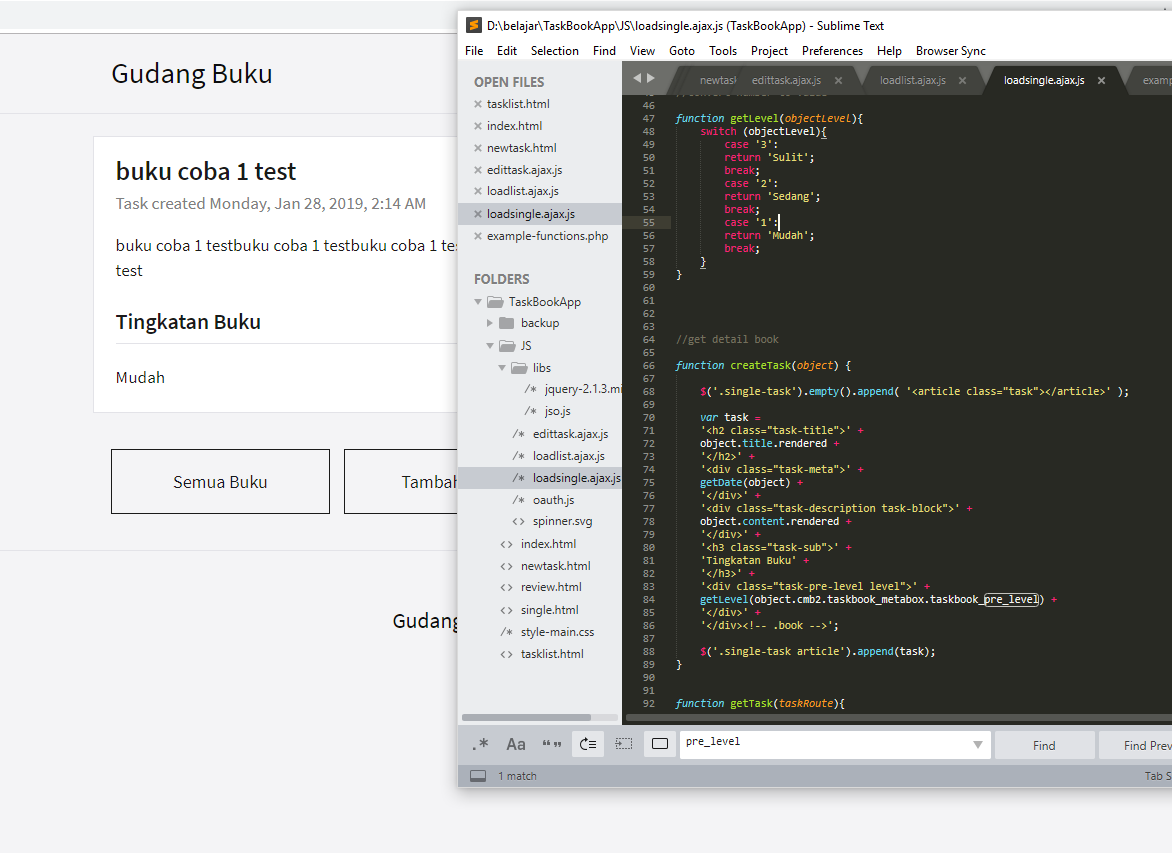 Gudang Buku
buku coba 1 test
Task created Monday, Jan 28, 2019, 2:14 AM
buku coba 1 testbuku coba 1 testbuku coba 1
test
Tingkatan Buku
Mudah
Semua Buku
Gudang
D:\belajar\TaskBookApp\JS\loadsingle.ajax.js (TaskBookApp) - Sublime Text
File Edit Selection Find View Goto Tools Project Preferences Help Browser Sync
OPEN FILES
tasklist.html
index.html
newtask.html
edittask.ajax.js
loadlist.ajax.js
loadsingle.ajax.js
example-functions.php
FOLDERS
TaskBookApp
backup
JS
libs
/* jquery-2.1.3.mi
/* jso.js
/* edittask.ajax.js
/* loadlist.ajax.js
/* loadsingle.ajax.js
/* oauth.js
<> spinner.svg
<> index.html
<> newtask.html
<> review.html
<> single.html
/* style-main.css
<> tasklist.html
newtas edittask.ajax.js loadlist.ajax.js loadsingle.ajax.js examp
46
47 function getLevel(objectLevel){
48 switch (objectLevel){
49 case '3':
50 return 'Sulit';
51 break;
52 case '2':
53 return 'Sedang';
54 break;
55 case '1':
56 return 'Mudah';
57 break;
58 }
59 }
60
61
62
63
64 //get detail book
65
66 function createTask(object) {
67
68 $('.single-task').empty().append( '<article class="task"></article>' );
69
70 var task =
71 '<h2 class="task-title">' +
72 object.title.rendered +
73 '</h2>' +
74 '<div class="task-meta">' +
75 getDate(object) +
76 '</div>' +
77 '<div class="task-description task-block">' +
78 object.content.rendered +
79 '</div>' +
80 '<h3 class="task-sub">' +
81 'Tingkatan Buku' +
82 '</h3>' +
83 '<div class="task-pre-level level">' +
84 getLevel(object.cmb2.taskbook_metabox.taskbook_pre_level) +
85 '</div>' +
86 '</div><!-- .book -->';
87
88 $('.single-task article').append(task);
89 }
90
91
92 function getTask(taskRoute){
.* Aa “” pre_level Find Find Prev
1 match Tab S